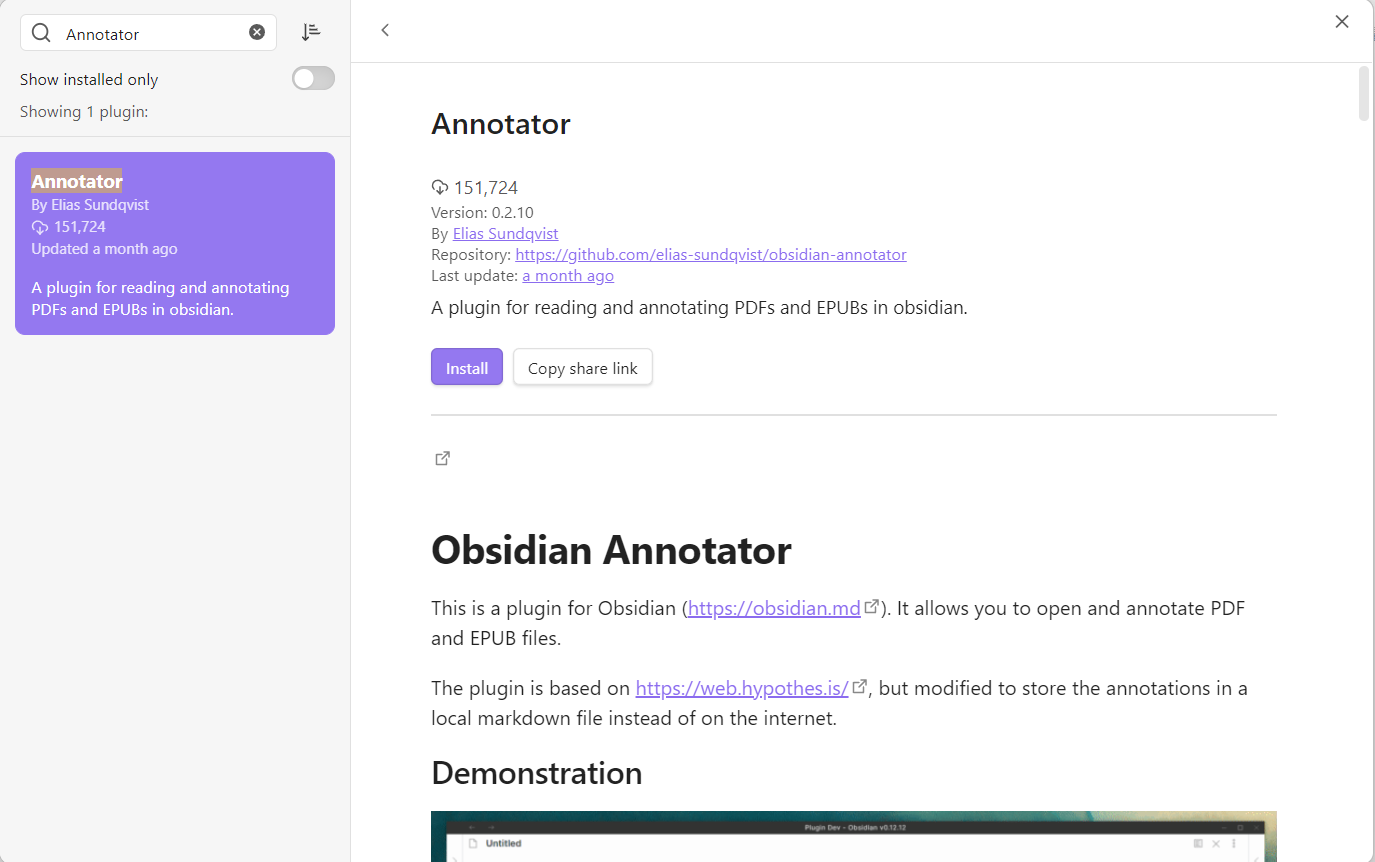 Annotator
Show installed only
Showing 1 plugin:
Annotator
By Elias Sundqvist
151,724
Updated a month ago
A plugin for reading and annotating
PDFs and EPUBs in obsidian.
Annotator
151,724
Version: 0.2.10
By Elias Sundqvist
Repository: https://github.com/elias-sundqvist/obsidian-annotator
Last update: a month ago
A plugin for reading and annotating PDFs and EPUBs in obsidian.
Install
Copy share link
Obsidian Annotator
This is a plugin for Obsidian (https://obsidian.md). It allows you to open and annotate PDF
and EPUB files.
The plugin is based on https://web.hypothes.is/, but modified to store the annotations in a
local markdown file instead of on the internet.
Demonstration
Plugin Dev - Obsidian v0.12.12
Untitled